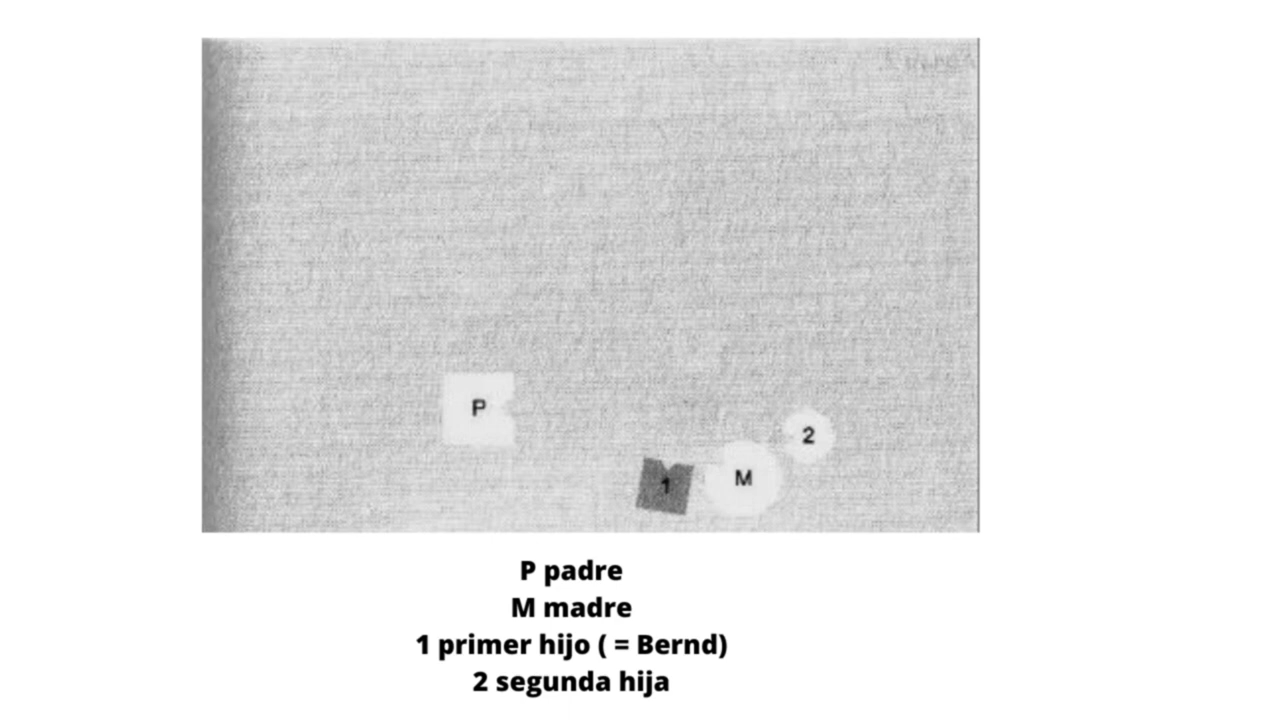 P
2
M
1
P padre
M madre
1 primer hijo ( = Bernd)
2 segunda hija